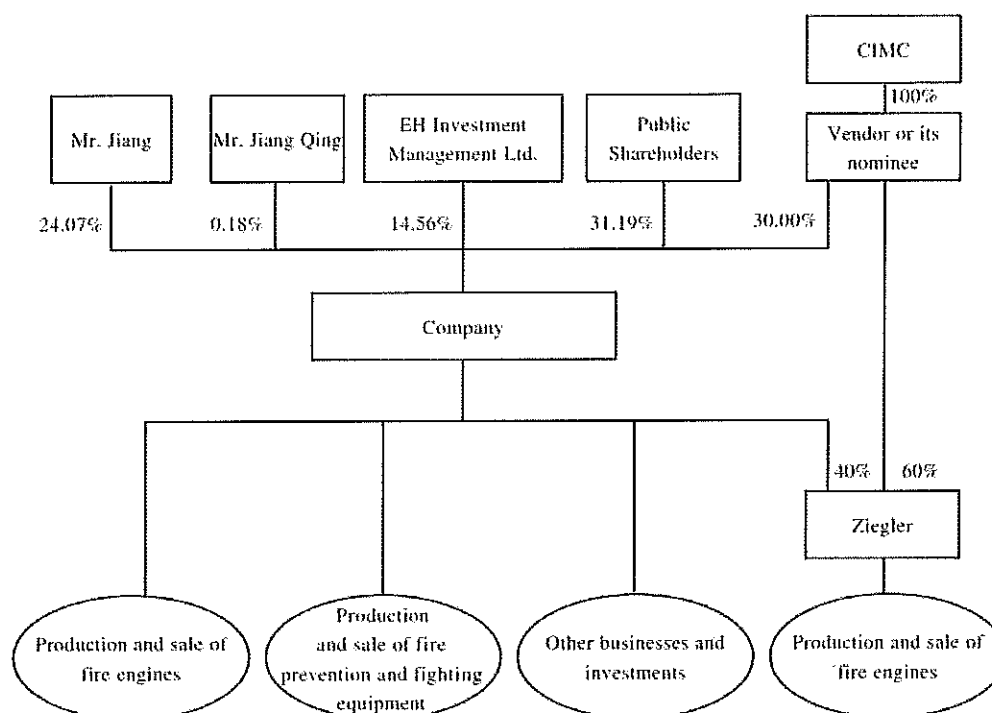 CIMC
100%
Mr. Jiang
Mr. Jiang Qing
EH Investment
Management Ltd.
Public
Shareholders
Vendor or its
nominee
24.07%
0.18%
14.56%
31.19%
30.00%
Company
40%
60%
Ziegler
Production and sale of
fire engines
Production
and sale of fire
prevention and fighting
equipment
Other businesses and
investments
Production and sale of
fire engines